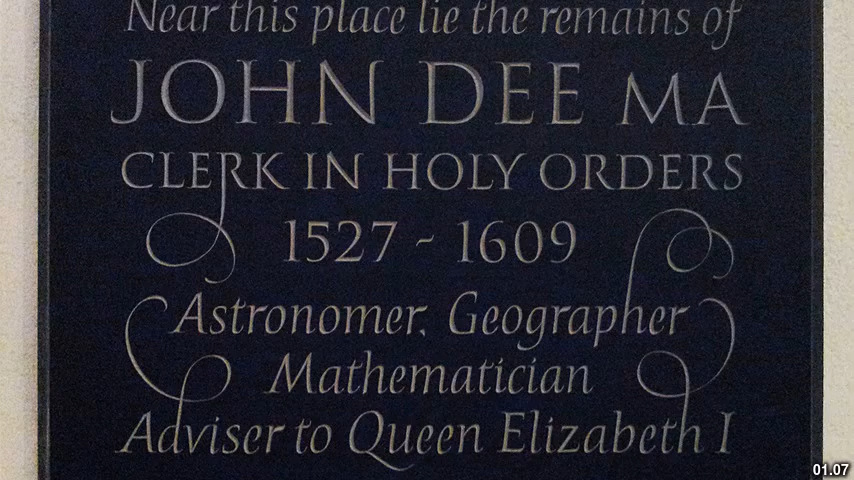 Near this place lie the remains of
JOHN DEE MA
CLERK IN HOLY ORDERS
1527 ~ 1609
Astronomer, Geographer
Mathematician
Adviser to Queen Elizabeth I
01.07